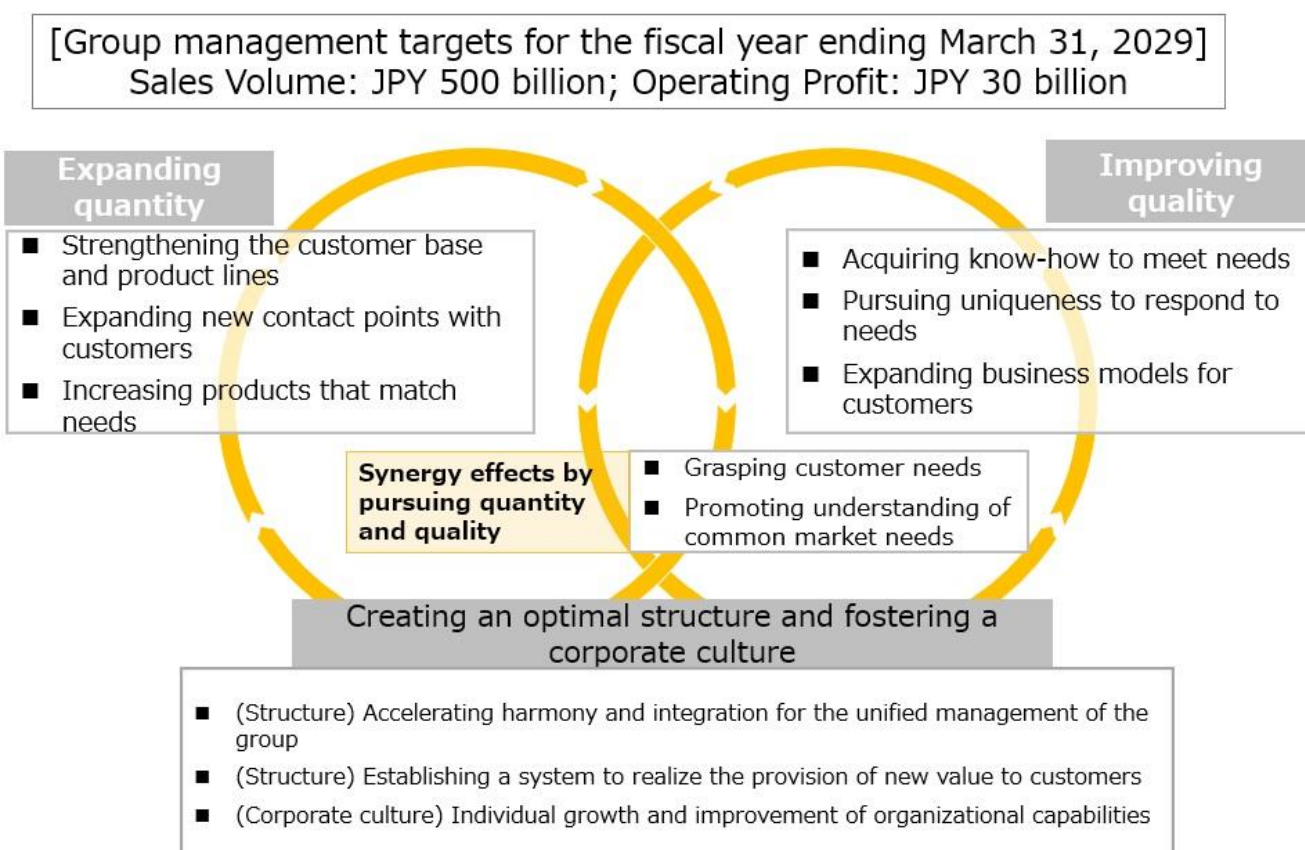 [Group management targets for the fiscal year ending March 31, 2029]
Sales Volume: JPY 500 billion; Operating Profit: JPY 30 billion
Expanding
quantity
■ Strengthening the customer base
and product lines
■ Expanding new contact points with
customers
■ Increasing products that match
needs
Improving
quality
■ Acquiring know-how to meet needs
■ Pursuing uniqueness to respond to
needs
■ Expanding business models for
customers
Synergy effects by
pursuing quantity
and quality
■ Grasping customer needs
■ Promoting understanding of
common market needs
Creating an optimal structure and fostering a
corporate culture
■ (Structure) Accelerating harmony and integration for the unified management of the
group
■ (Structure) Establishing a system to realize the provision of new value to customers
■ (Corporate culture) Individual growth and improvement of organizational capabilities